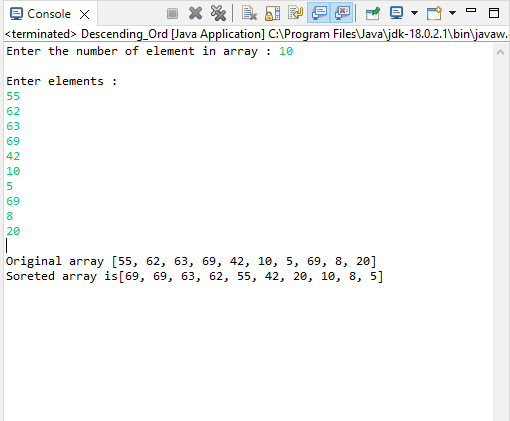 Console
<terminated> Descending_Ord [Java Application] C:\Program Files\Java\jdk-18.0.2.1\bin\javaw.
Enter the number of element in array : 10
Enter elements :
55
62
63
69
42
10
5
69
8
20
Original array [55, 62, 63, 69, 42, 10, 5, 69, 8, 20]
Soreted array is[69, 69, 63, 62, 55, 42, 20, 10, 8, 5]